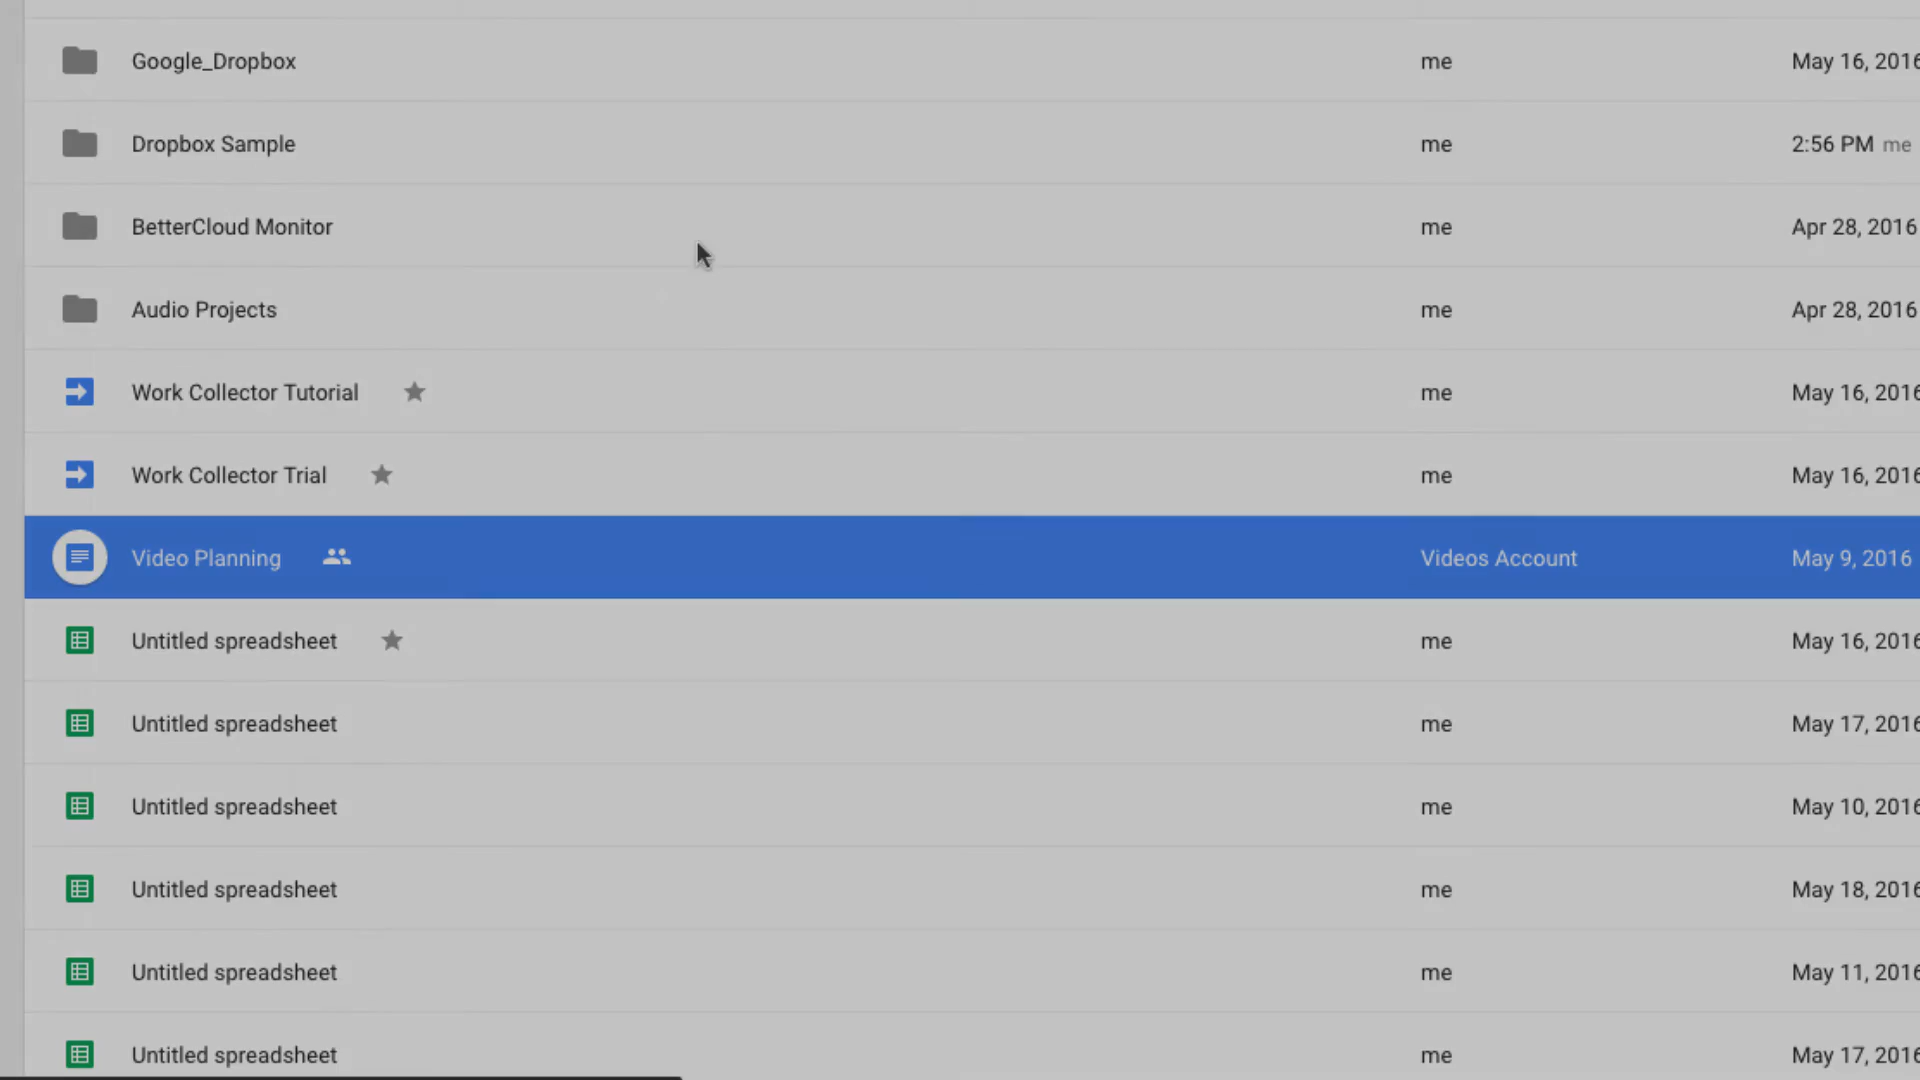 Google_Dropbox me May 16, 2016
Dropbox Sample me 2:56 PM me
BetterCloud Monitor me Apr 28, 2016
Audio Projects me Apr 28, 2016
Work Collector Tutorial me May 16, 2016
Work Collector Trial me May 16, 2016
Video Planning Videos Account May 9, 2016
Untitled spreadsheet me May 16, 2016
Untitled spreadsheet me May 17, 2016
Untitled spreadsheet me May 10, 2016
Untitled spreadsheet me May 18, 2016
Untitled spreadsheet me May 11, 2016
Untitled spreadsheet me May 17, 2016